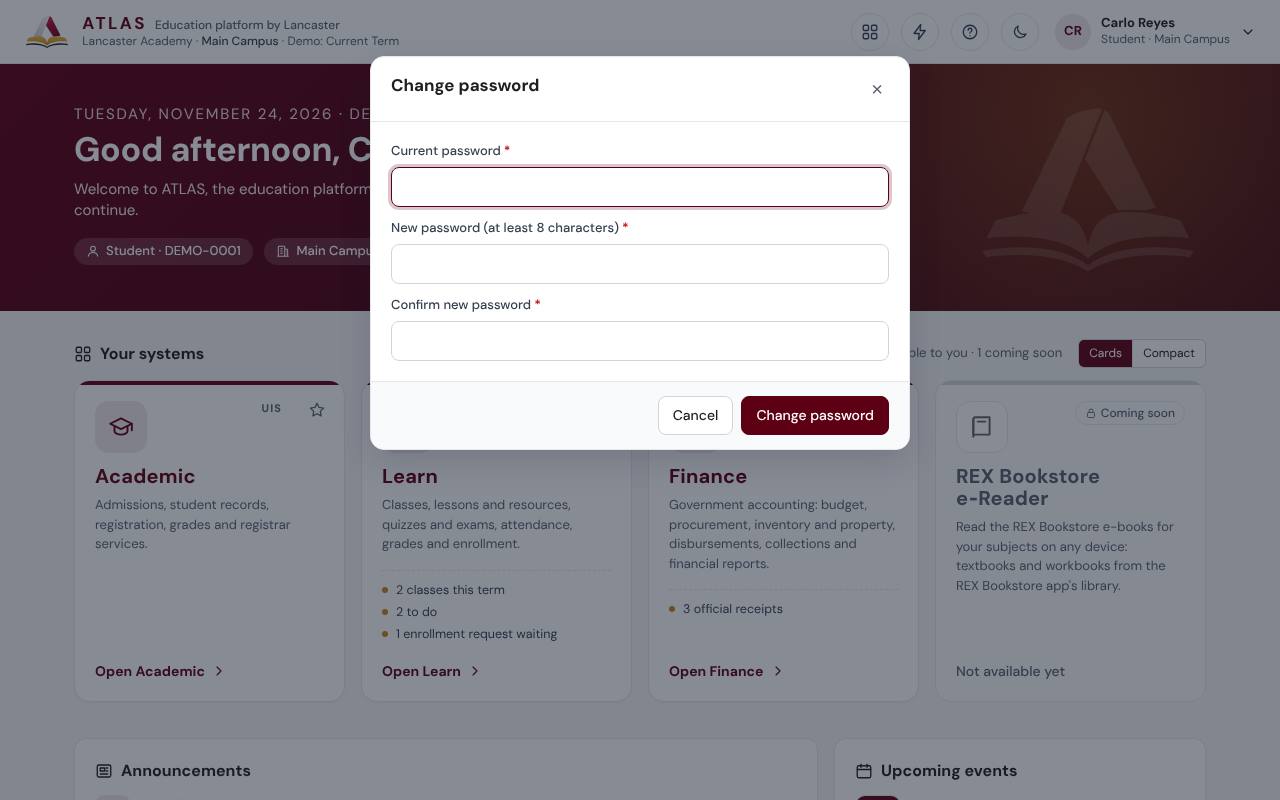 ATLAS Education platform by Lancaster
Lancaster Academy · Main Campus · Demo: Current Term
CR
Carlo Reyes
Student · Main Campus
Change password
×
TUESDAY, NOVEMBER 24, 2026 · DE
Good afternoon, C
Welcome to ATLAS, the education platform
continue.
Student · DEMO-0001
Main Campu
Current password *
New password (at least 8 characters) *
Confirm new password *
Cancel
Change password
Your systems
ble to you · 1 coming soon
Cards
Compact
UIS
Academic
Admissions, student records,
registration, grades and registrar
services.
Open Academic
Learn
Classes, lessons and resources,
quizzes and exams, attendance,
grades and enrollment.
2 classes this term
2 to do
1 enrollment request waiting
Open Learn
Finance
Government accounting: budget,
procurement, inventory and property,
disbursements, collections and
financial reports.
3 official receipts
Open Finance
Coming soon
REX Bookstore
e-Reader
Read the REX Bookstore e-books for
your subjects on any device:
textbooks and workbooks from the
REX Bookstore app's library.
Not available yet
Announcements
Upcoming events